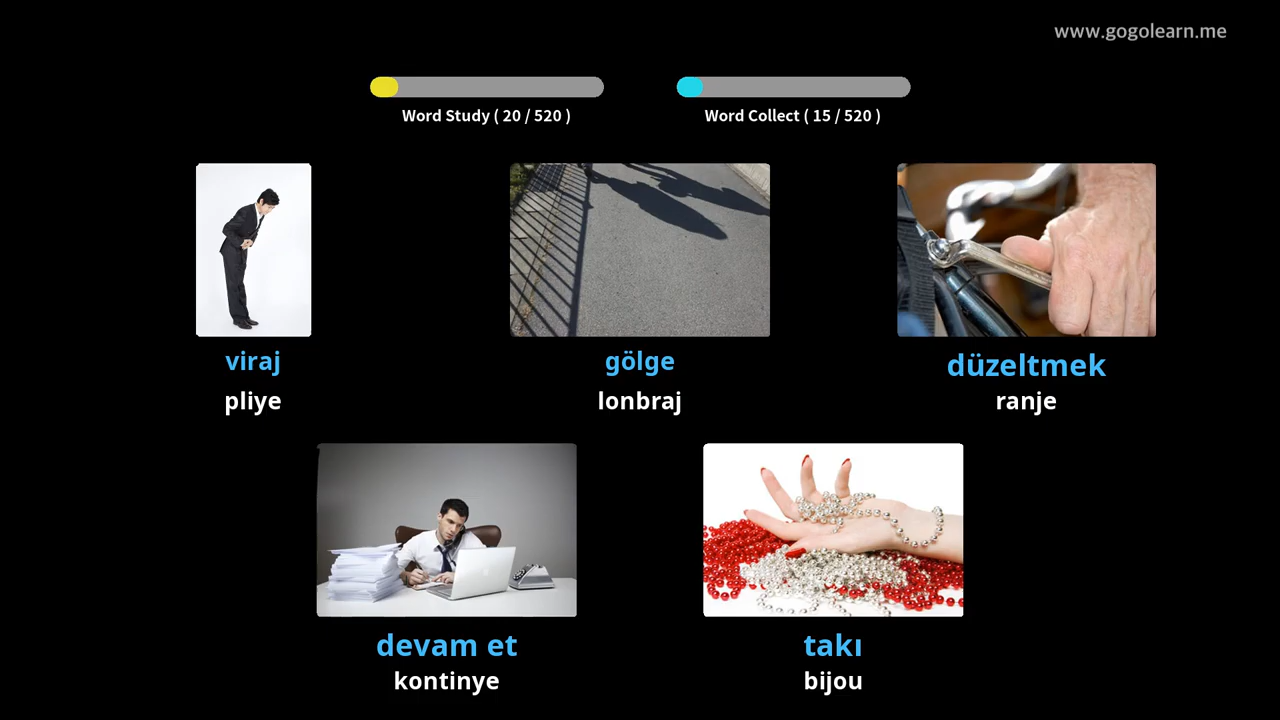 www.gogolearn.me
Word Study ( 20 / 520 )
Word Collect ( 15 / 520 )
viraj
pliye
gölge
lonbraj
düzeltmek
ranje
devam et
kontinye
takı
bijou